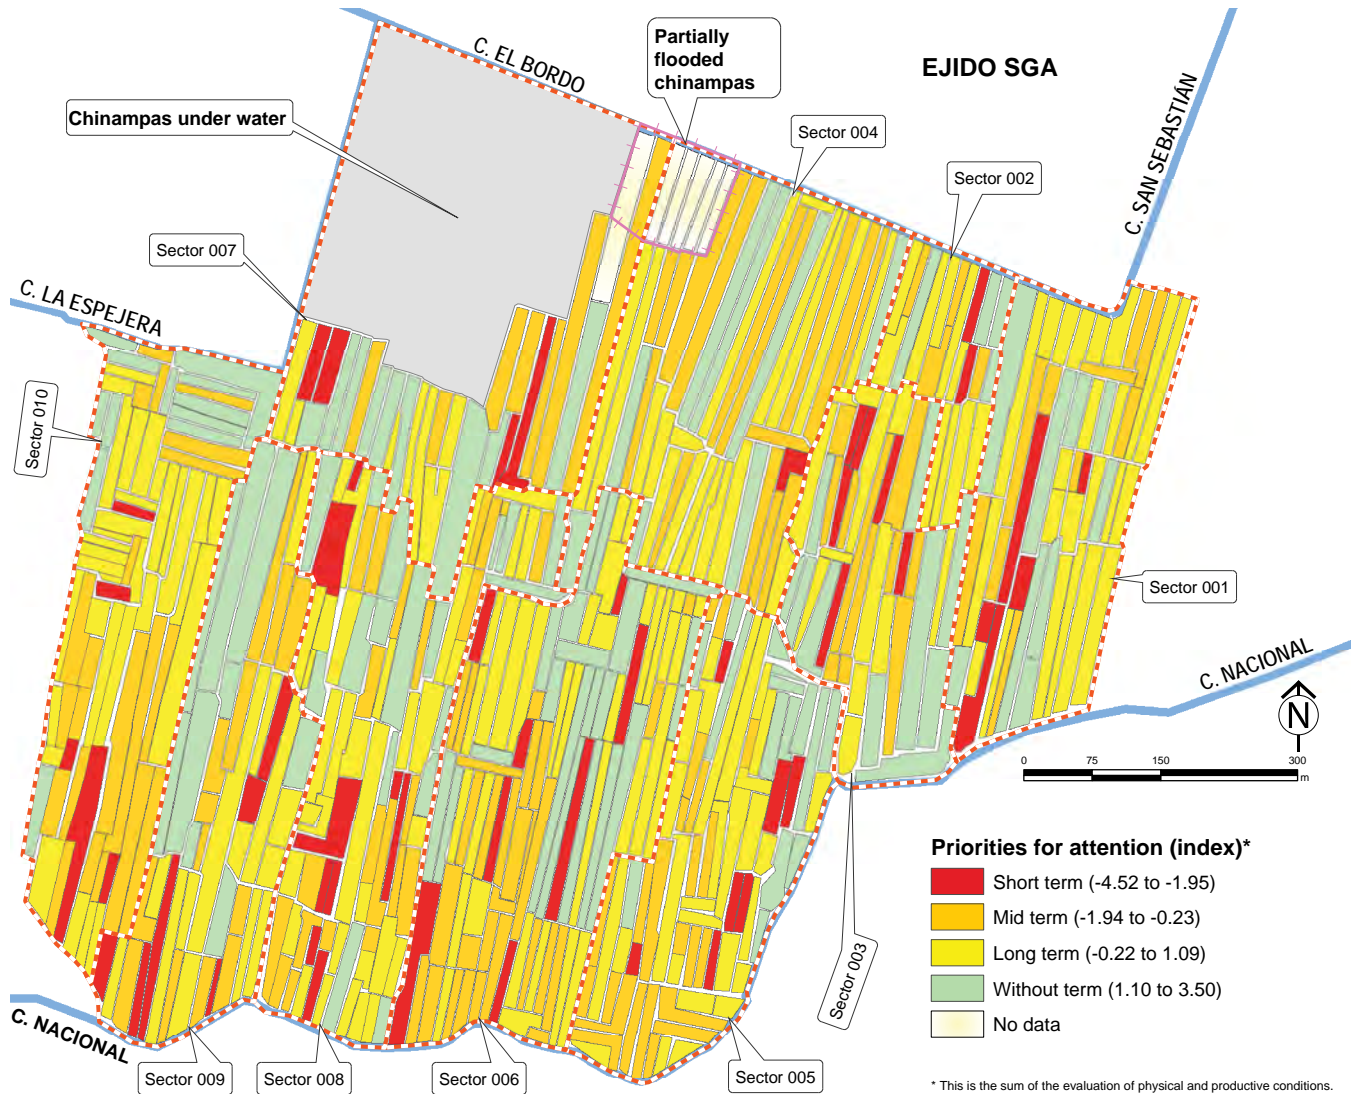 C. EL BORDO
Partially
flooded
chinampas
EJIDO SGA
C. SAN SEBASTIÁN
Chinampas under water
Sector 004
Sector 002
Sector 007
C. LA ESPEJERA
Sector 010
Sector 001
C. NACIONAL
N
0 75 150 300
m
Priorities for attention (index)*
Short term (-4.52 to -1.95)
Mid term (-1.94 to -0.23)
Long term (-0.22 to 1.09)
Without term (1.10 to 3.50)
No data
Sector 003
C. NACIONAL
Sector 009
Sector 008
Sector 006
Sector 005
* This is the sum of the evaluation of physical and productive conditions.